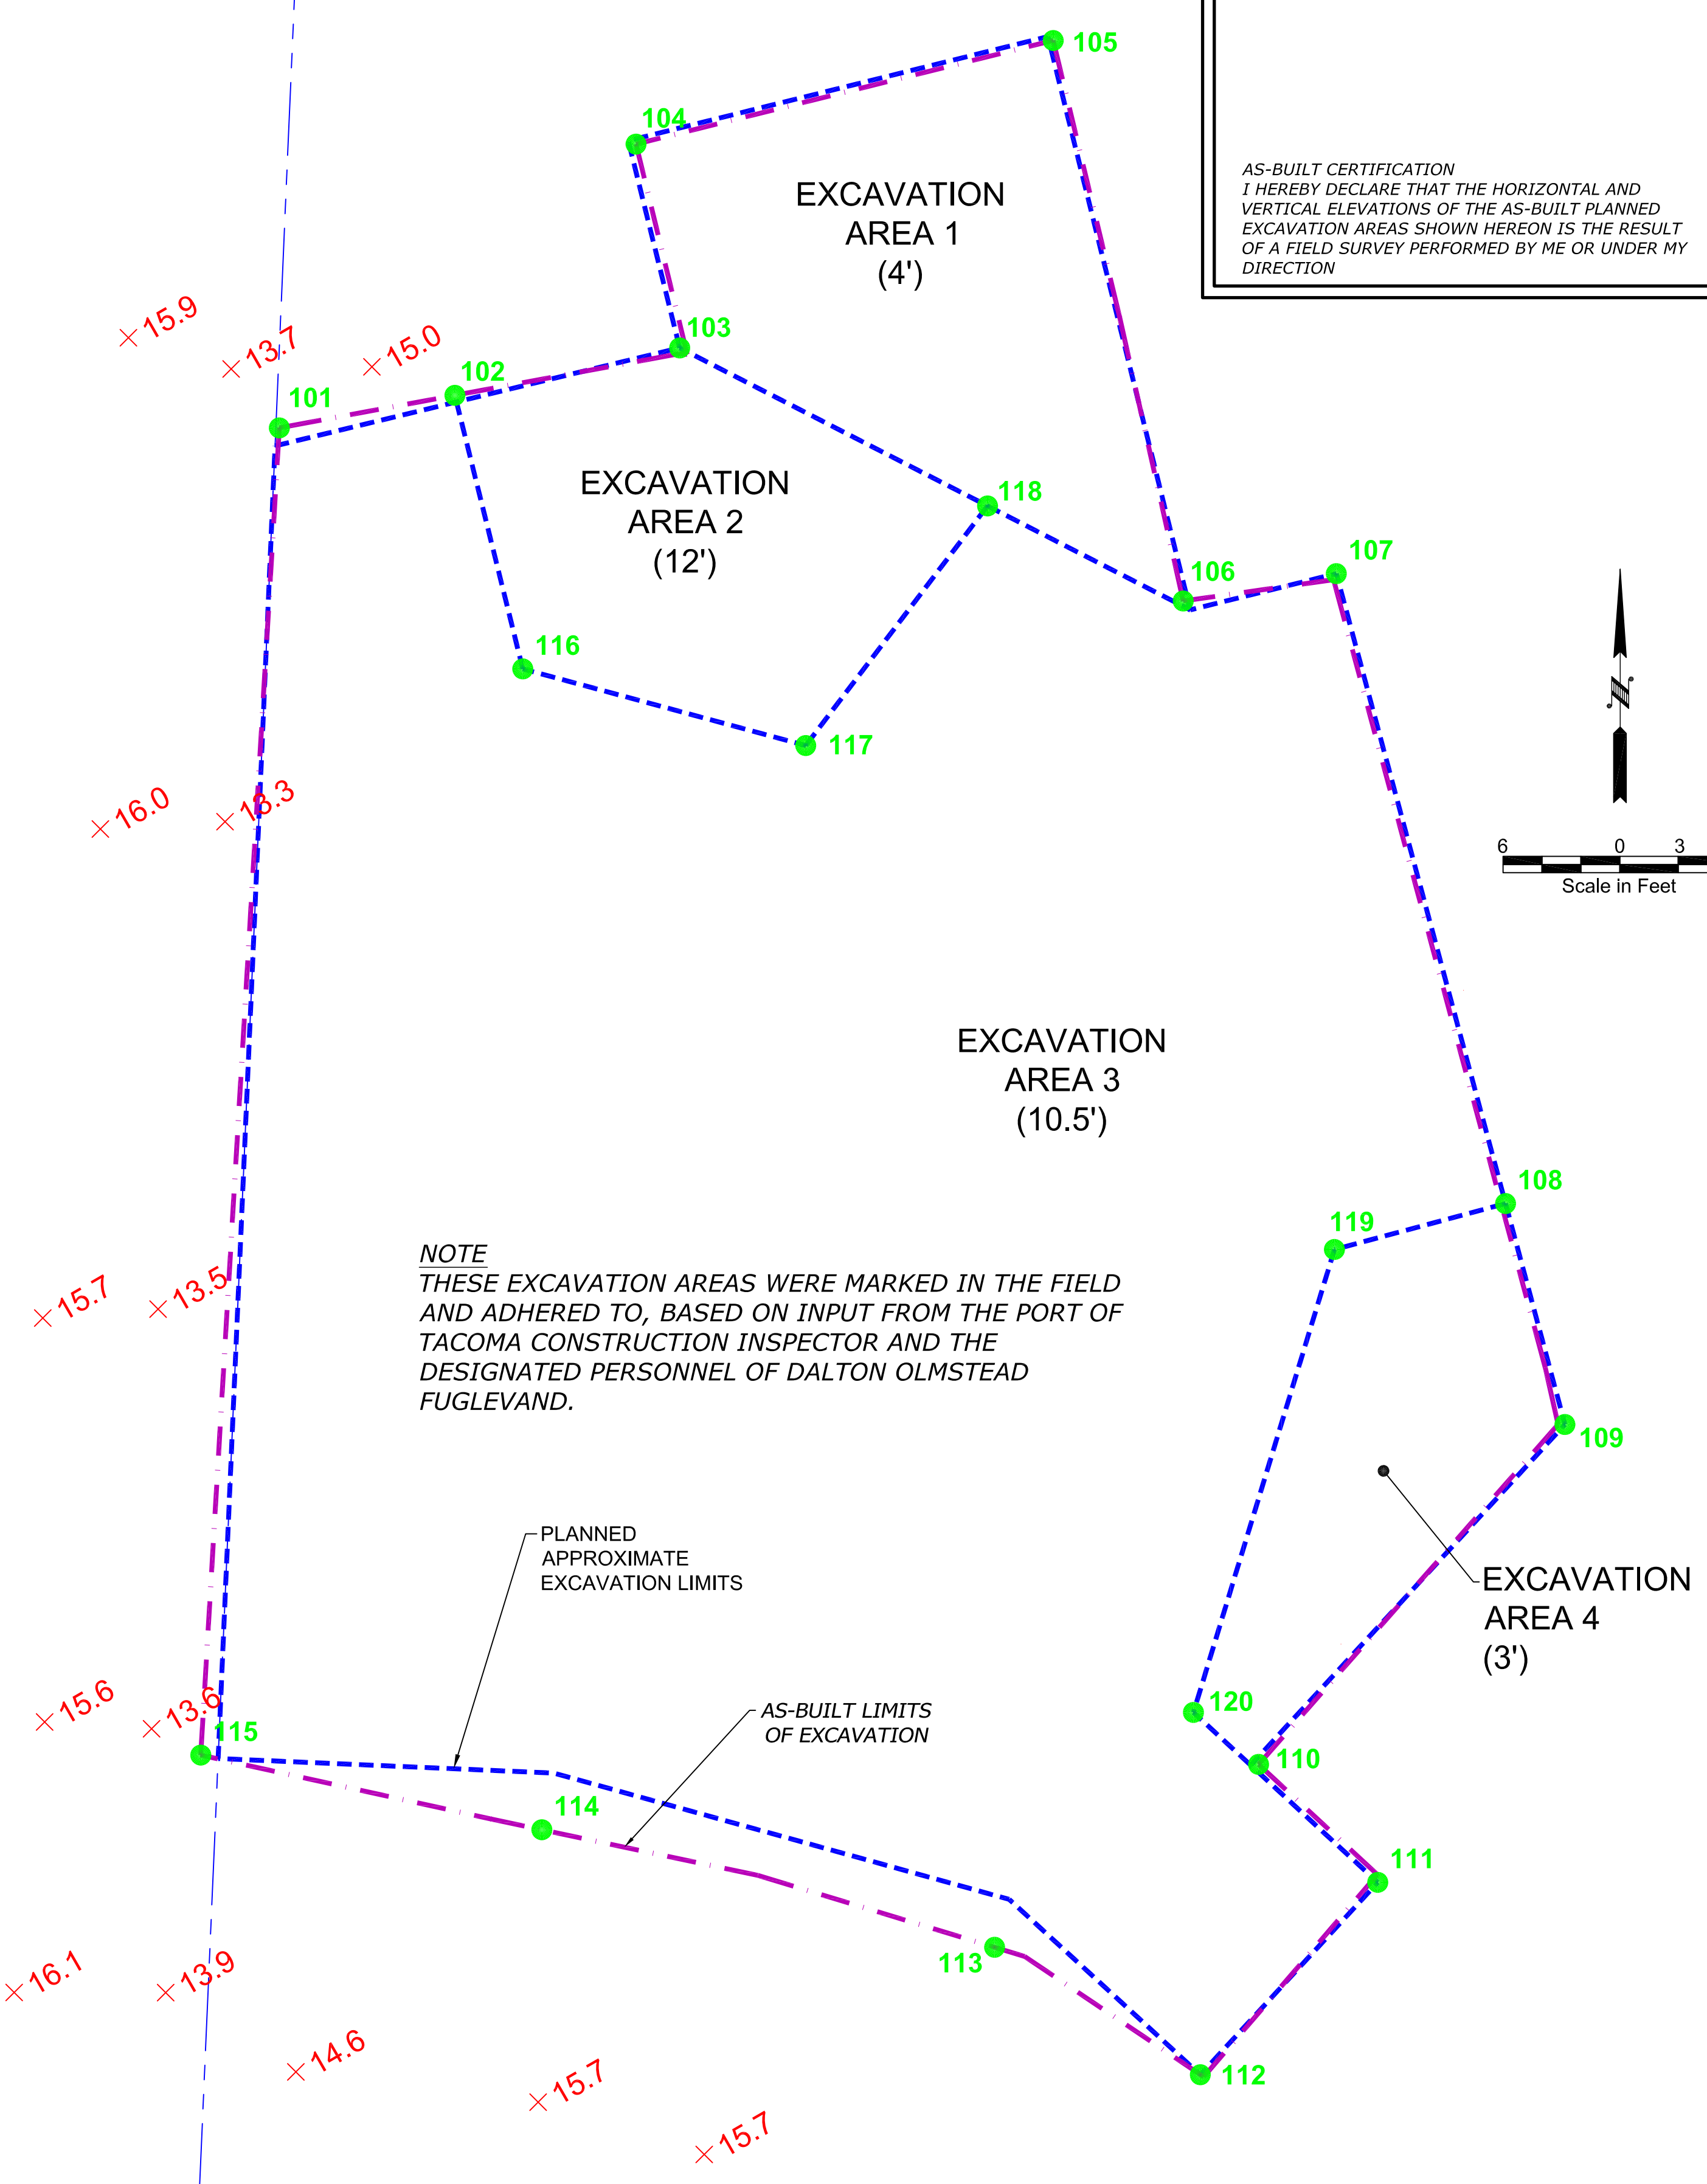 105
104
EXCAVATION
AREA 1
(4')
AS-BUILT CERTIFICATION
I HEREBY DECLARE THAT THE HORIZONTAL AND
VERTICAL ELEVATIONS OF THE AS-BUILT PLANNED
EXCAVATION AREAS SHOWN HEREON IS THE RESULT
OF A FIELD SURVEY PERFORMED BY ME OR UNDER MY
DIRECTION
15.9
13.7
15.0
103
102
101
EXCAVATION
AREA 2
(12')
118
107
106
116
117
N
16.0
13.3
6 0 3
Scale in Feet
EXCAVATION
AREA 3
(10.5')
108
119
NOTE
THESE EXCAVATION AREAS WERE MARKED IN THE FIELD
AND ADHERED TO, BASED ON INPUT FROM THE PORT OF
TACOMA CONSTRUCTION INSPECTOR AND THE
DESIGNATED PERSONNEL OF DALTON OLMSTEAD
FUGLEVAND.
15.7
13.5
109
PLANNED
APPROXIMATE
EXCAVATION LIMITS
EXCAVATION
AREA 4
(3')
15.6
13.6
115
AS-BUILT LIMITS
OF EXCAVATION
120
110
114
111
113
16.1
13.9
14.6
15.7
15.7
112